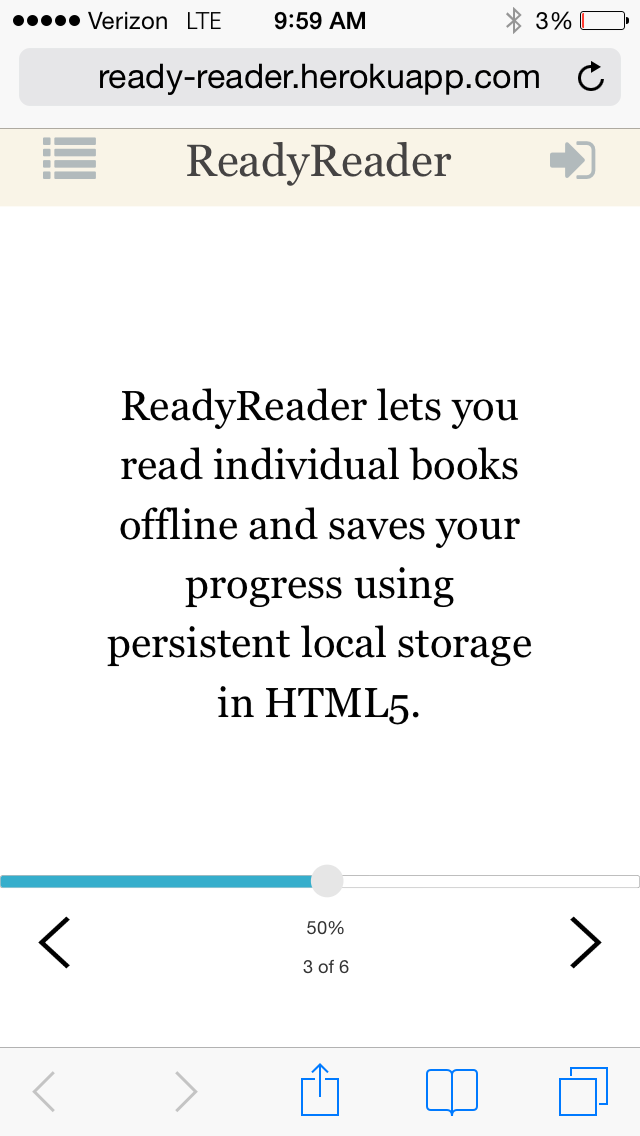 Verizon LTE 9:59 AM 3%
ready-reader.herokuapp.com
ReadyReader
ReadyReader lets you
read individual books
offline and saves your
progress using
persistent local storage
in HTML5.
50%
3 of 6